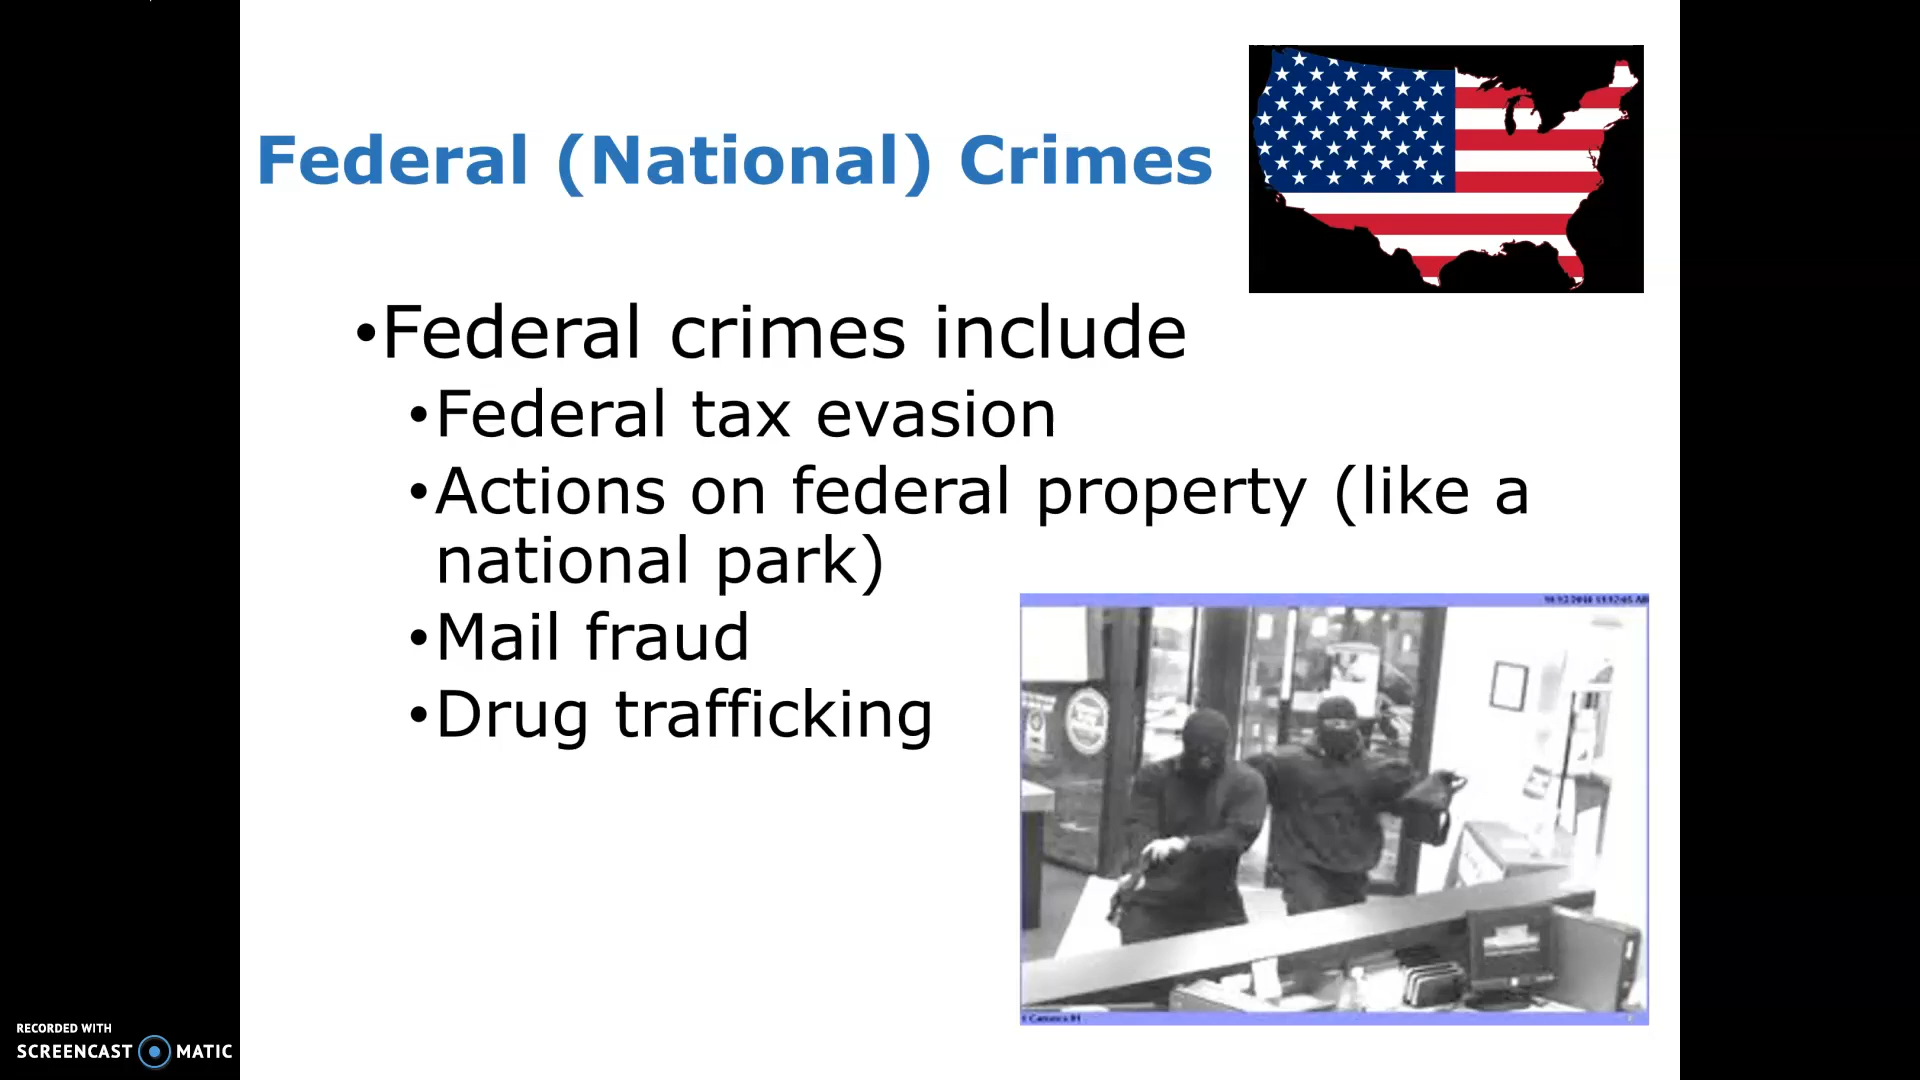 Federal (National) Crimes
•Federal crimes include
•Federal tax evasion
•Actions on federal property (like a
national park)
•Mail fraud
•Drug trafficking
RECORDED WITH
SCREENCAST MATIC